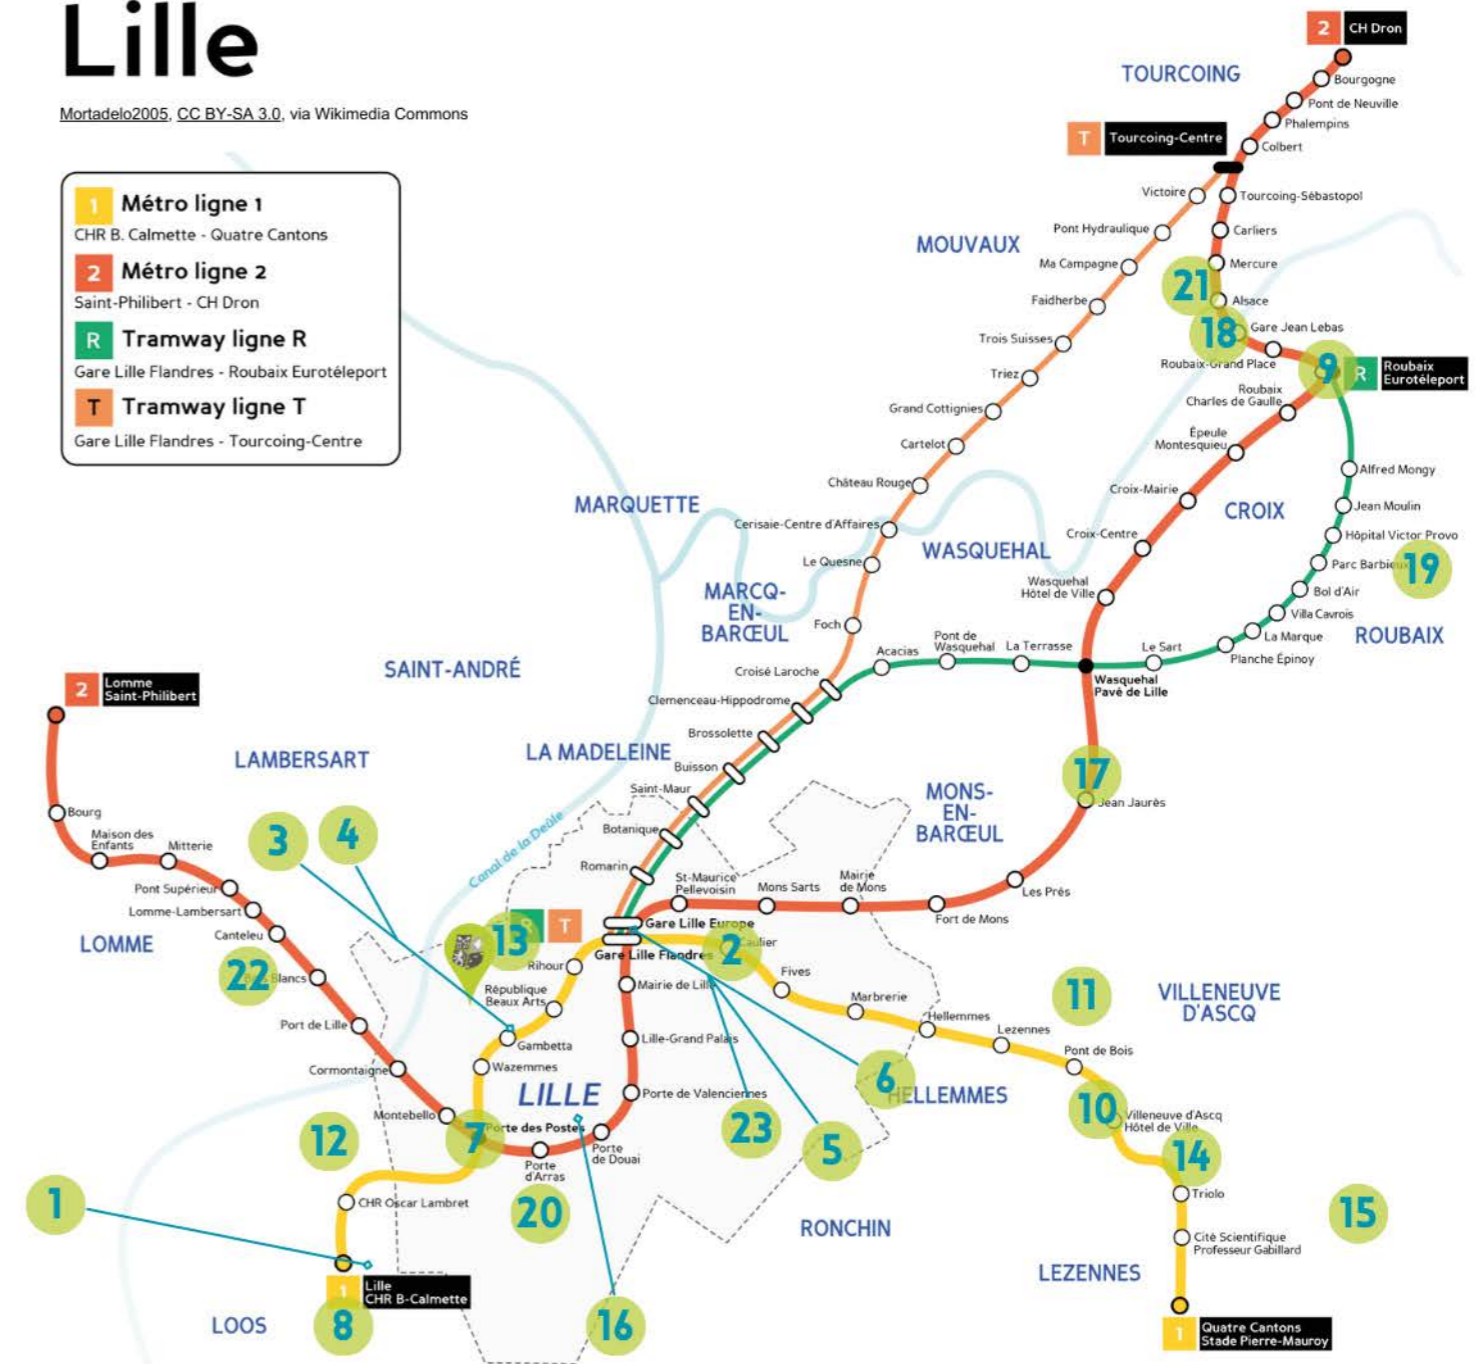 Lille
Mortadelo2005, CC BY-SA 3.0, via Wikimedia Commons
1 Métro ligne 1
CHR B. Calmette - Quatre Cantons
2 Métro ligne 2
Saint-Philibert - CH Dron
R Tramway ligne R
Gare Lille Flandres - Roubaix Eurotéléport
T Tramway ligne T
Gare Lille Flandres - Tourcoing-Centre
2 CH Dron
TOURCOING
Bourgogne
Pont de Neuville
Phalempins
T Tourcoing-Centre
Colbert
Victoire
Tourcoing-Sébastopol
Pont Hydraulique
Carliers
MOUVAUX
Ma Campagne
Mercure
21
Faidherbe
Alsace
18
Gare Jean Lebas
Trois Suisses
Roubaix-Grand Place
9
R Roubaix
Eurotéléport
Triez
Roubaix
Charles de Gaulle
Grand Cottignies
Épeule
Montesquieu
Cartelot
Alfred Mongy
Château Rouge
Croix-Mairie
Jean Moulin
MARQUETTE
CROIX
Cerisaie-Centre d'Affaires
Croix-Centre
Hôpital Victor Provo
WASQUEHAL
Le Quesne
Parc Barbieux
19
Wasquehal
Hôtel de Ville
Bol d'Air
MARCQ-
EN-
BARŒUL
Villa Cavrois
Foch
La Marque
ROUBAIX
Acacias
Pont de
Wasquehal
La Terrasse
Le Sart
Planche Épinoy
SAINT-ANDRÉ
Croisé Laroche
Wasquehal
Pavé de Lille
2 Lomme
Saint-Philibert
Clemenceau-Hippodrome
Brossolette
LAMBERSART
LA MADELEINE
Buisson
17
Saint-Maur
MONS-
EN-
BARŒUL
Jean Jaurès
Bourg
3
4
Canal de la Deûle
Botanique
Maison des
Enfants
Mitterie
Romarin
St-Maurice
Pellevoisin
Mons Sarts
Mairie
de Mons
Les Prés
Pont Supérieur
Lomme-Lambersart
Fort de Mons
13
T
Gare Lille Europe
LOMME
Canteleu
Gare Lille Flandres
2
Caulier
Rihour
22
Blancs
Fives
République
Beaux Arts
Mairie de Lille
11
VILLENEUVE
D'ASCQ
Marbrerie
Port de Lille
Hellemmes
Gambetta
Lille-Grand Palais
Lezennes
Pont de Bois
Cormontaigne
Wazemmes
6
LILLE
Porte de Valenciennes
HELLEMMES
10
Villeneuve d'Ascq
Hôtel de Ville
Montebello
12
7
Porte des Postes
23
5
Porte
d'Arras
Porte
de Douai
14
Triolo
1
CHR Oscar Lambret
20
15
RONCHIN
Cité Scientifique
Professeur Gabillard
LEZENNES
1 Lille
CHR B-Calmette
LOOS
8
16
1 Quatre Cantons
Stade Pierre-Mauroy